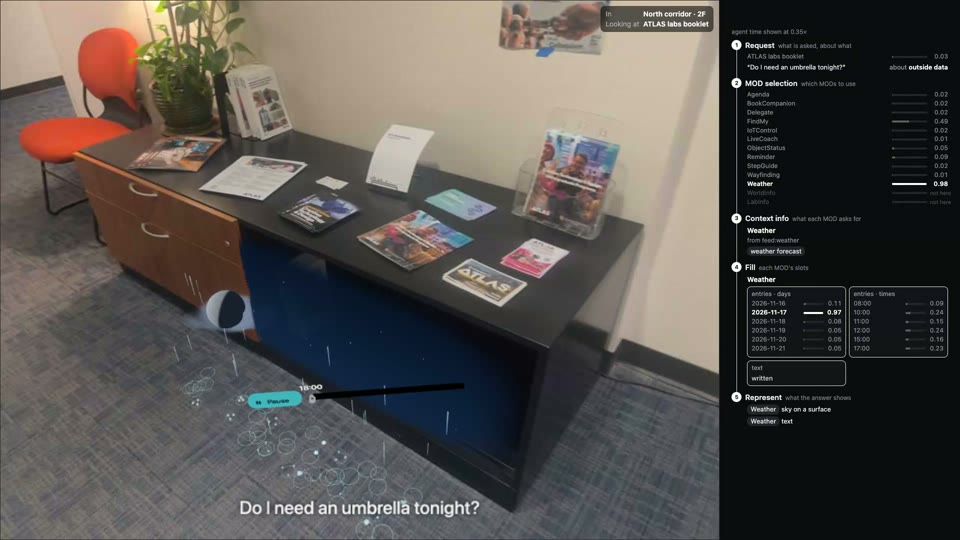 In North corridor · 2F
Looking at ATLAS labs booklet
ATLAS
18:00
Pause
Do I need an umbrella tonight?
agent time shown at 0.35×
1 Request what is asked, about what
ATLAS labs booklet 0.03
"Do I need an umbrella tonight?" about outside data
2 MOD selection which MODs to use
Agenda 0.02
BookCompanion 0.02
Delegate 0.02
FindMy 0.49
IoTControl 0.02
LiveCoach 0.01
ObjectStatus 0.05
Reminder 0.09
StepGuide 0.02
Wayfinding 0.01
Weather 0.98
WorldInfo not here
LabInfo not here
3 Context info what each MOD asks for
Weather
from feed:weather
weather forecast
4 Fill each MOD's slots
Weather
entries · days
2026-11-16 0.11
2026-11-17 0.97
2026-11-18 0.08
2026-11-19 0.05
2026-11-20 0.05
2026-11-21 0.05
entries · times
08:00 0.09
10:00 0.24
11:00 0.15
12:00 0.24
15:00 0.16
17:00 0.23
text
written
5 Represent what the answer shows
Weather sky on a surface
Weather text